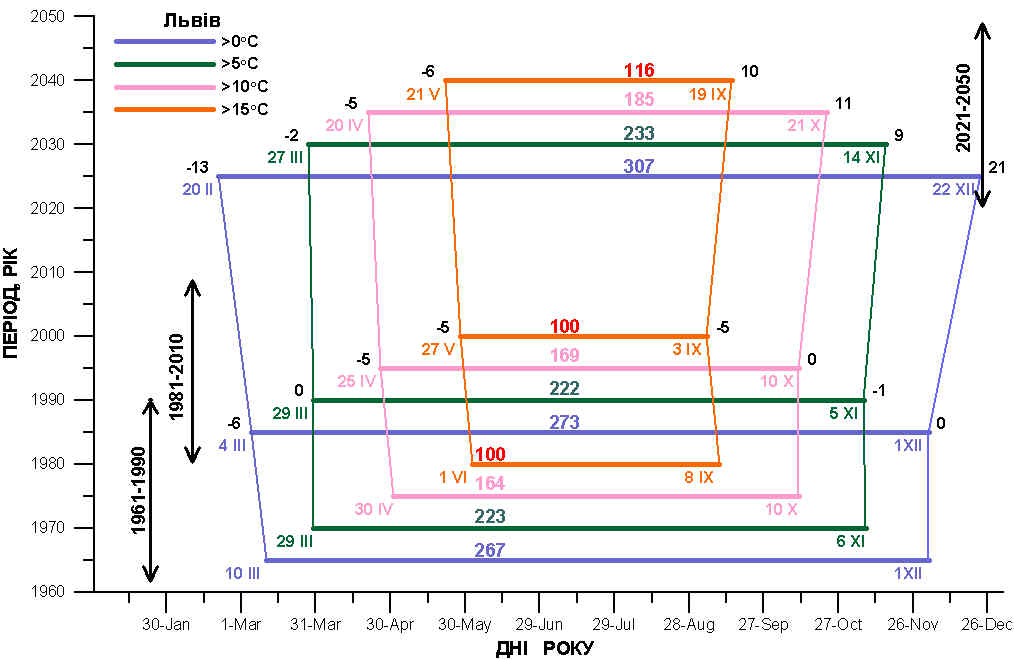 Львів
>0°C
>5°C
>10°C
>15°C
ПЕРІОД, РІК
2050
2040
2030
2020
2010
2000
1990
1980
1970
1960
2021-2050
1981-2010
1961-1990
-6 116 10
21 V 19 IX
-5 185 11
20 IV 21 X
-2 233 9
27 III 14 XI
-13 307 21
20 II 22 XII
-5 100 -5
27 V 3 IX
-5 169 0
25 IV 10 X
0 222 -1
29 III 5 XI
-6 273 0
4 III 1XII
100
1 VI 8 IX
164
30 IV 10 X
223
29 III 6 XI
267
10 III 1XII
30-Jan 1-Mar 31-Mar 30-Apr 30-May 29-Jun 29-Jul 28-Aug 27-Sep 27-Oct 26-Nov 26-Dec
ДНІ РОКУ